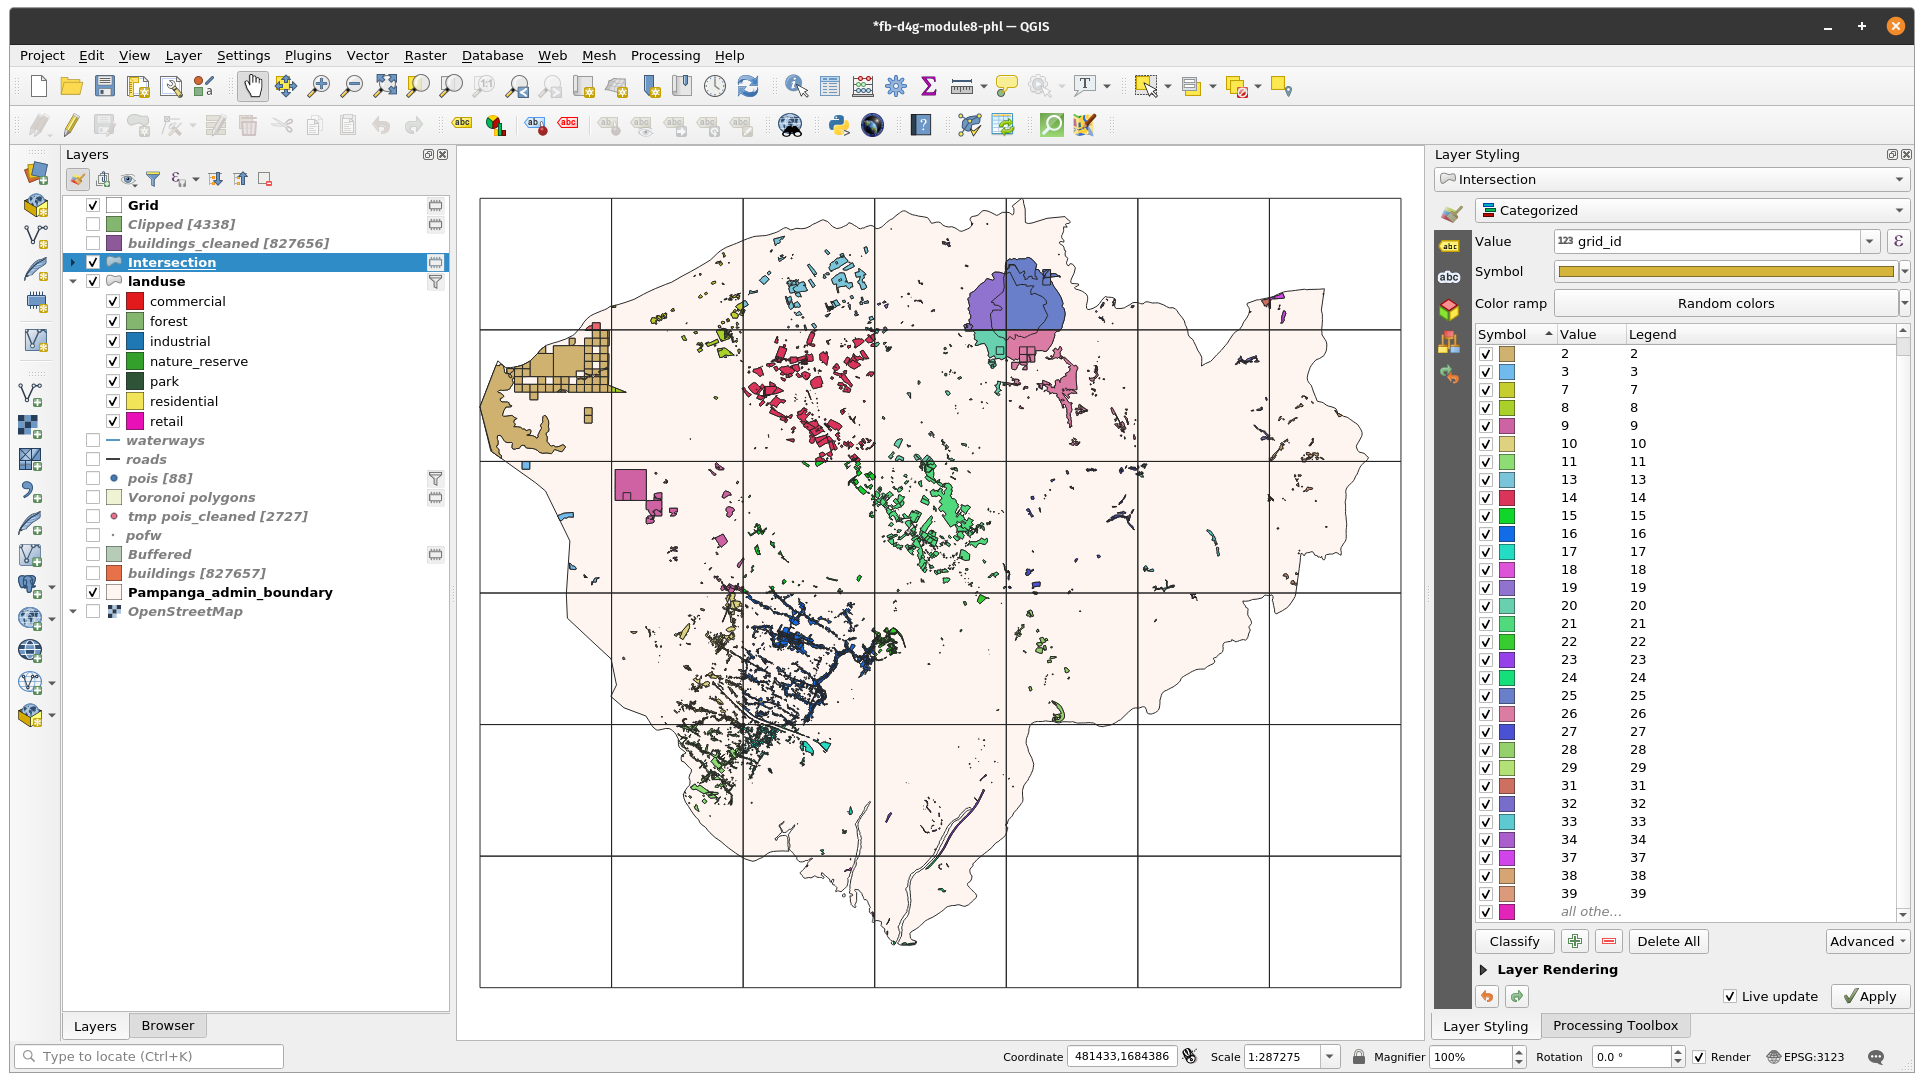 *fb-d4g-module8-phl — QGIS
Project Edit View Layer Settings Plugins Vector Raster Database Web Mesh Processing Help
Layers
Grid
Clipped [4338]
buildings_cleaned [827656]
Intersection
landuse
commercial
forest
industrial
nature_reserve
park
residential
retail
waterways
roads
pois [88]
Voronoi polygons
tmp pois_cleaned [2727]
pofw
Buffered
buildings [827657]
Pampanga_admin_boundary
OpenStreetMap
Layers Browser
Layer Styling
Intersection
Categorized
Value 123 grid_id
Symbol
Color ramp Random colors
Symbol Value Legend
2 2
3 3
7 7
8 8
9 9
10 10
11 11
13 13
14 14
15 15
16 16
17 17
18 18
19 19
20 20
21 21
22 22
23 23
24 24
25 25
26 26
27 27
28 28
29 29
31 31
32 32
33 33
34 34
37 37
38 38
39 39
all othe...
Classify Delete All Advanced
Layer Rendering
Live update Apply
Layer Styling Processing Toolbox
Type to locate (Ctrl+K) Coordinate 481433,1684386 Scale 1:287275 Magnifier 100% Rotation 0.0 ° Render EPSG:3123